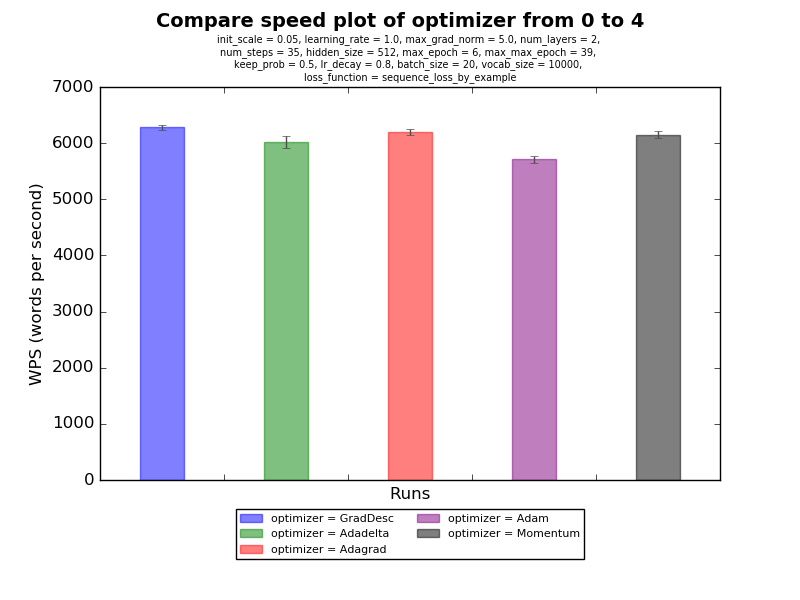 Compare speed plot of optimizer from 0 to 4
init_scale = 0.05, learning_rate = 1.0, max_grad_norm = 5.0, num_layers = 2,
num_steps = 35, hidden_size = 512, max_epoch = 6, max_max_epoch = 39,
keep_prob = 0.5, lr_decay = 0.8, batch_size = 20, vocab_size = 10000,
loss_function = sequence_loss_by_example
7000
6000
5000
4000
3000
2000
1000
0
WPS (words per second)
Runs
optimizer = GradDesc
optimizer = Adadelta
optimizer = Adagrad
optimizer = Adam
optimizer = Momentum